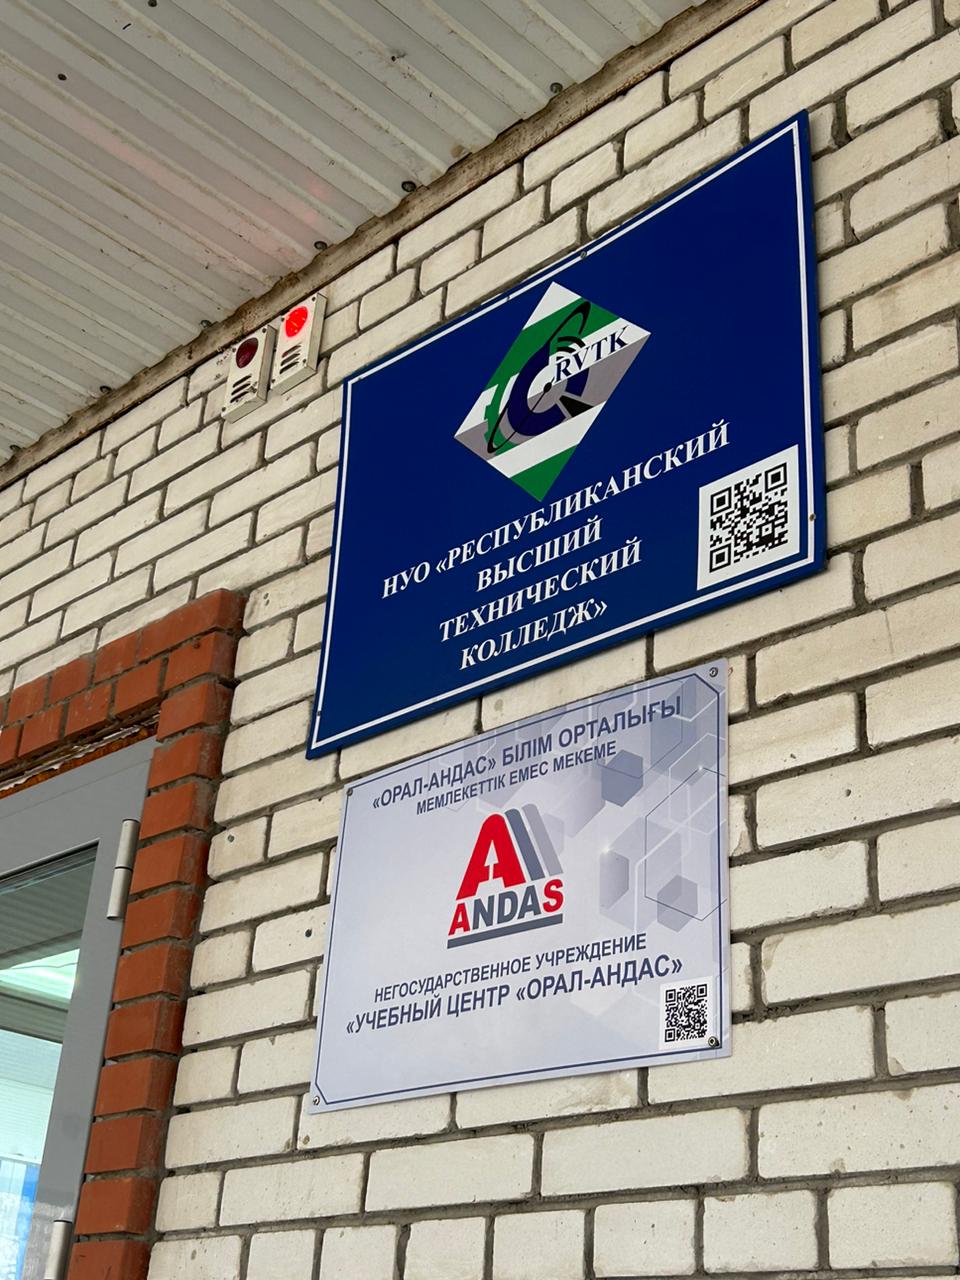 RVTK
НУО «РЕСПУБЛИКАНСКИЙ
ВЫСШИЙ
ТЕХНИЧЕСКИЙ
КОЛЛЕДЖ»
«ОРАЛ-АНДАС» БІЛІМ ОРТАЛЫҒЫ
МЕМЛЕКЕТТІК ЕМЕС МЕКЕМЕ
ANDAS
НЕГОСУДАРСТВЕННОЕ УЧРЕЖДЕНИЕ
«УЧЕБНЫЙ ЦЕНТР «ОРАЛ-АНДАС»